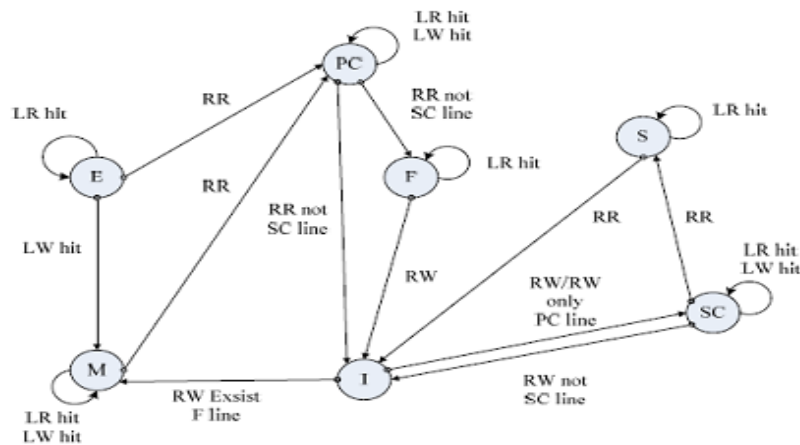 LR hit
LW hit
PC
RR
RR not
SC line
LR hit
S
LR hit
E
F
LR hit
RR
RR not
SC line
RR
RR
LW hit
RW
LR hit
LW hit
RW/RW
only
PC line
SC
M
I
RW Exsist
F line
RW not
SC line
LR hit
LW hit